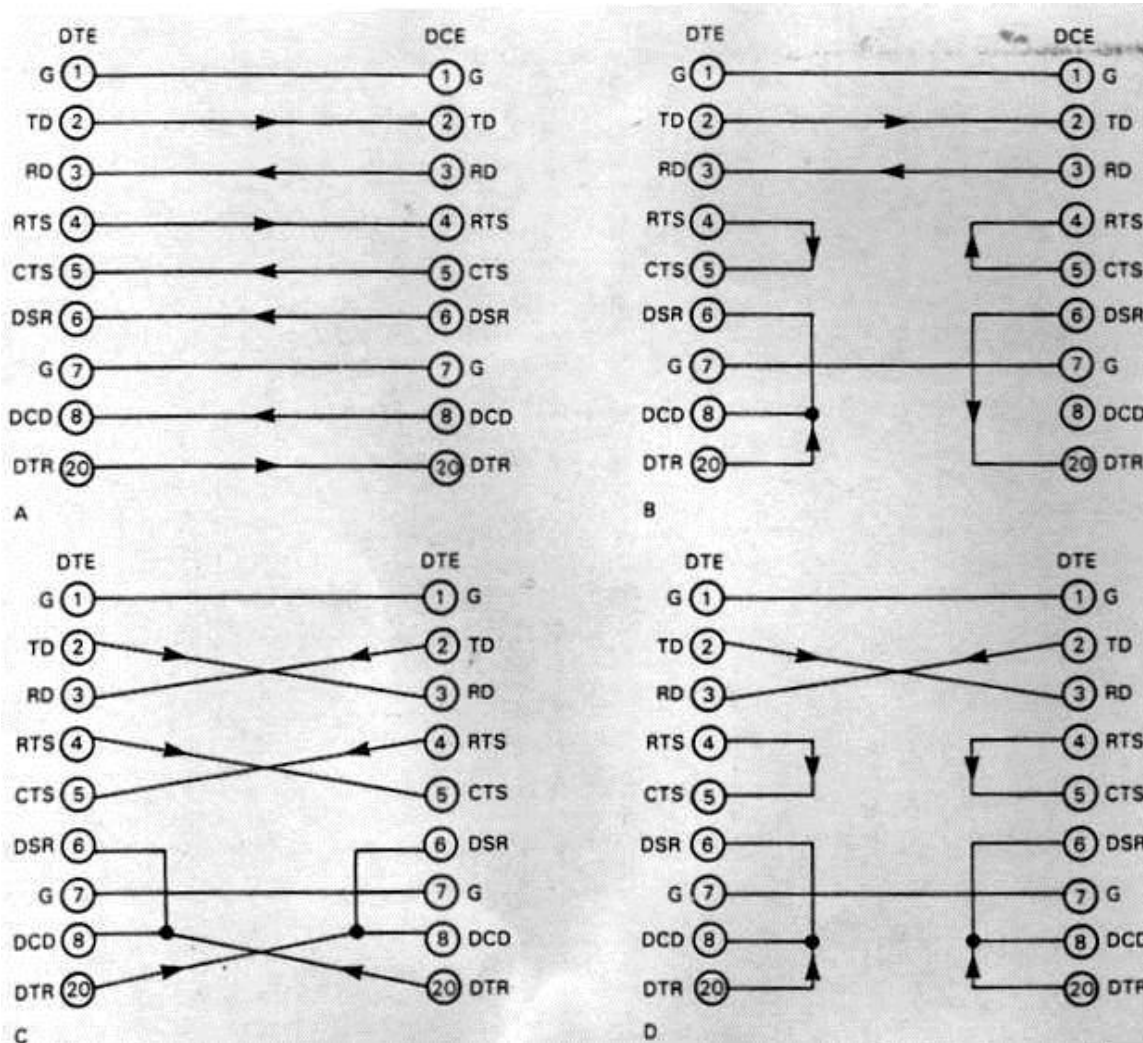 DTE DCE
G 1 1 G
TD 2 2 TD
RD 3 3 RD
RTS 4 4 RTS
CTS 5 5 CTS
DSR 6 6 DSR
G 7 7 G
DCD 8 8 DCD
DTR 20 20 DTR
A
DTE DCE
G 1 1 G
TD 2 2 TD
RD 3 3 RD
RTS 4 4 RTS
CTS 5 5 CTS
DSR 6 6 DSR
G 7 7 G
DCD 8 8 DCD
DTR 20 20 DTR
B
DTE DTE
G 1 1 G
TD 2 2 TD
RD 3 3 RD
RTS 4 4 RTS
CTS 5 5 CTS
DSR 6 6 DSR
G 7 7 G
DCD 8 8 DCD
DTR 20 20 DTR
C
DTE DTE
G 1 1 G
TD 2 2 TD
RD 3 3 RD
RTS 4 4 RTS
CTS 5 5 CTS
DSR 6 6 DSR
G 7 7 G
DCD 8 8 DCD
DTR 20 20 DTR
D